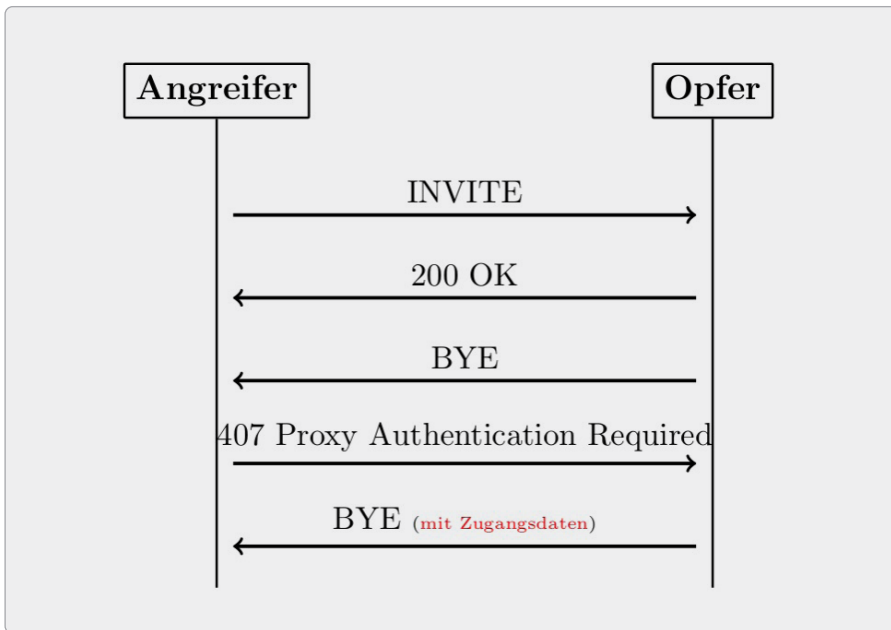 Angreifer
Opfer
INVITE
200 OK
BYE
407 Proxy Authentication Required
BYE (mit Zugangsdaten)